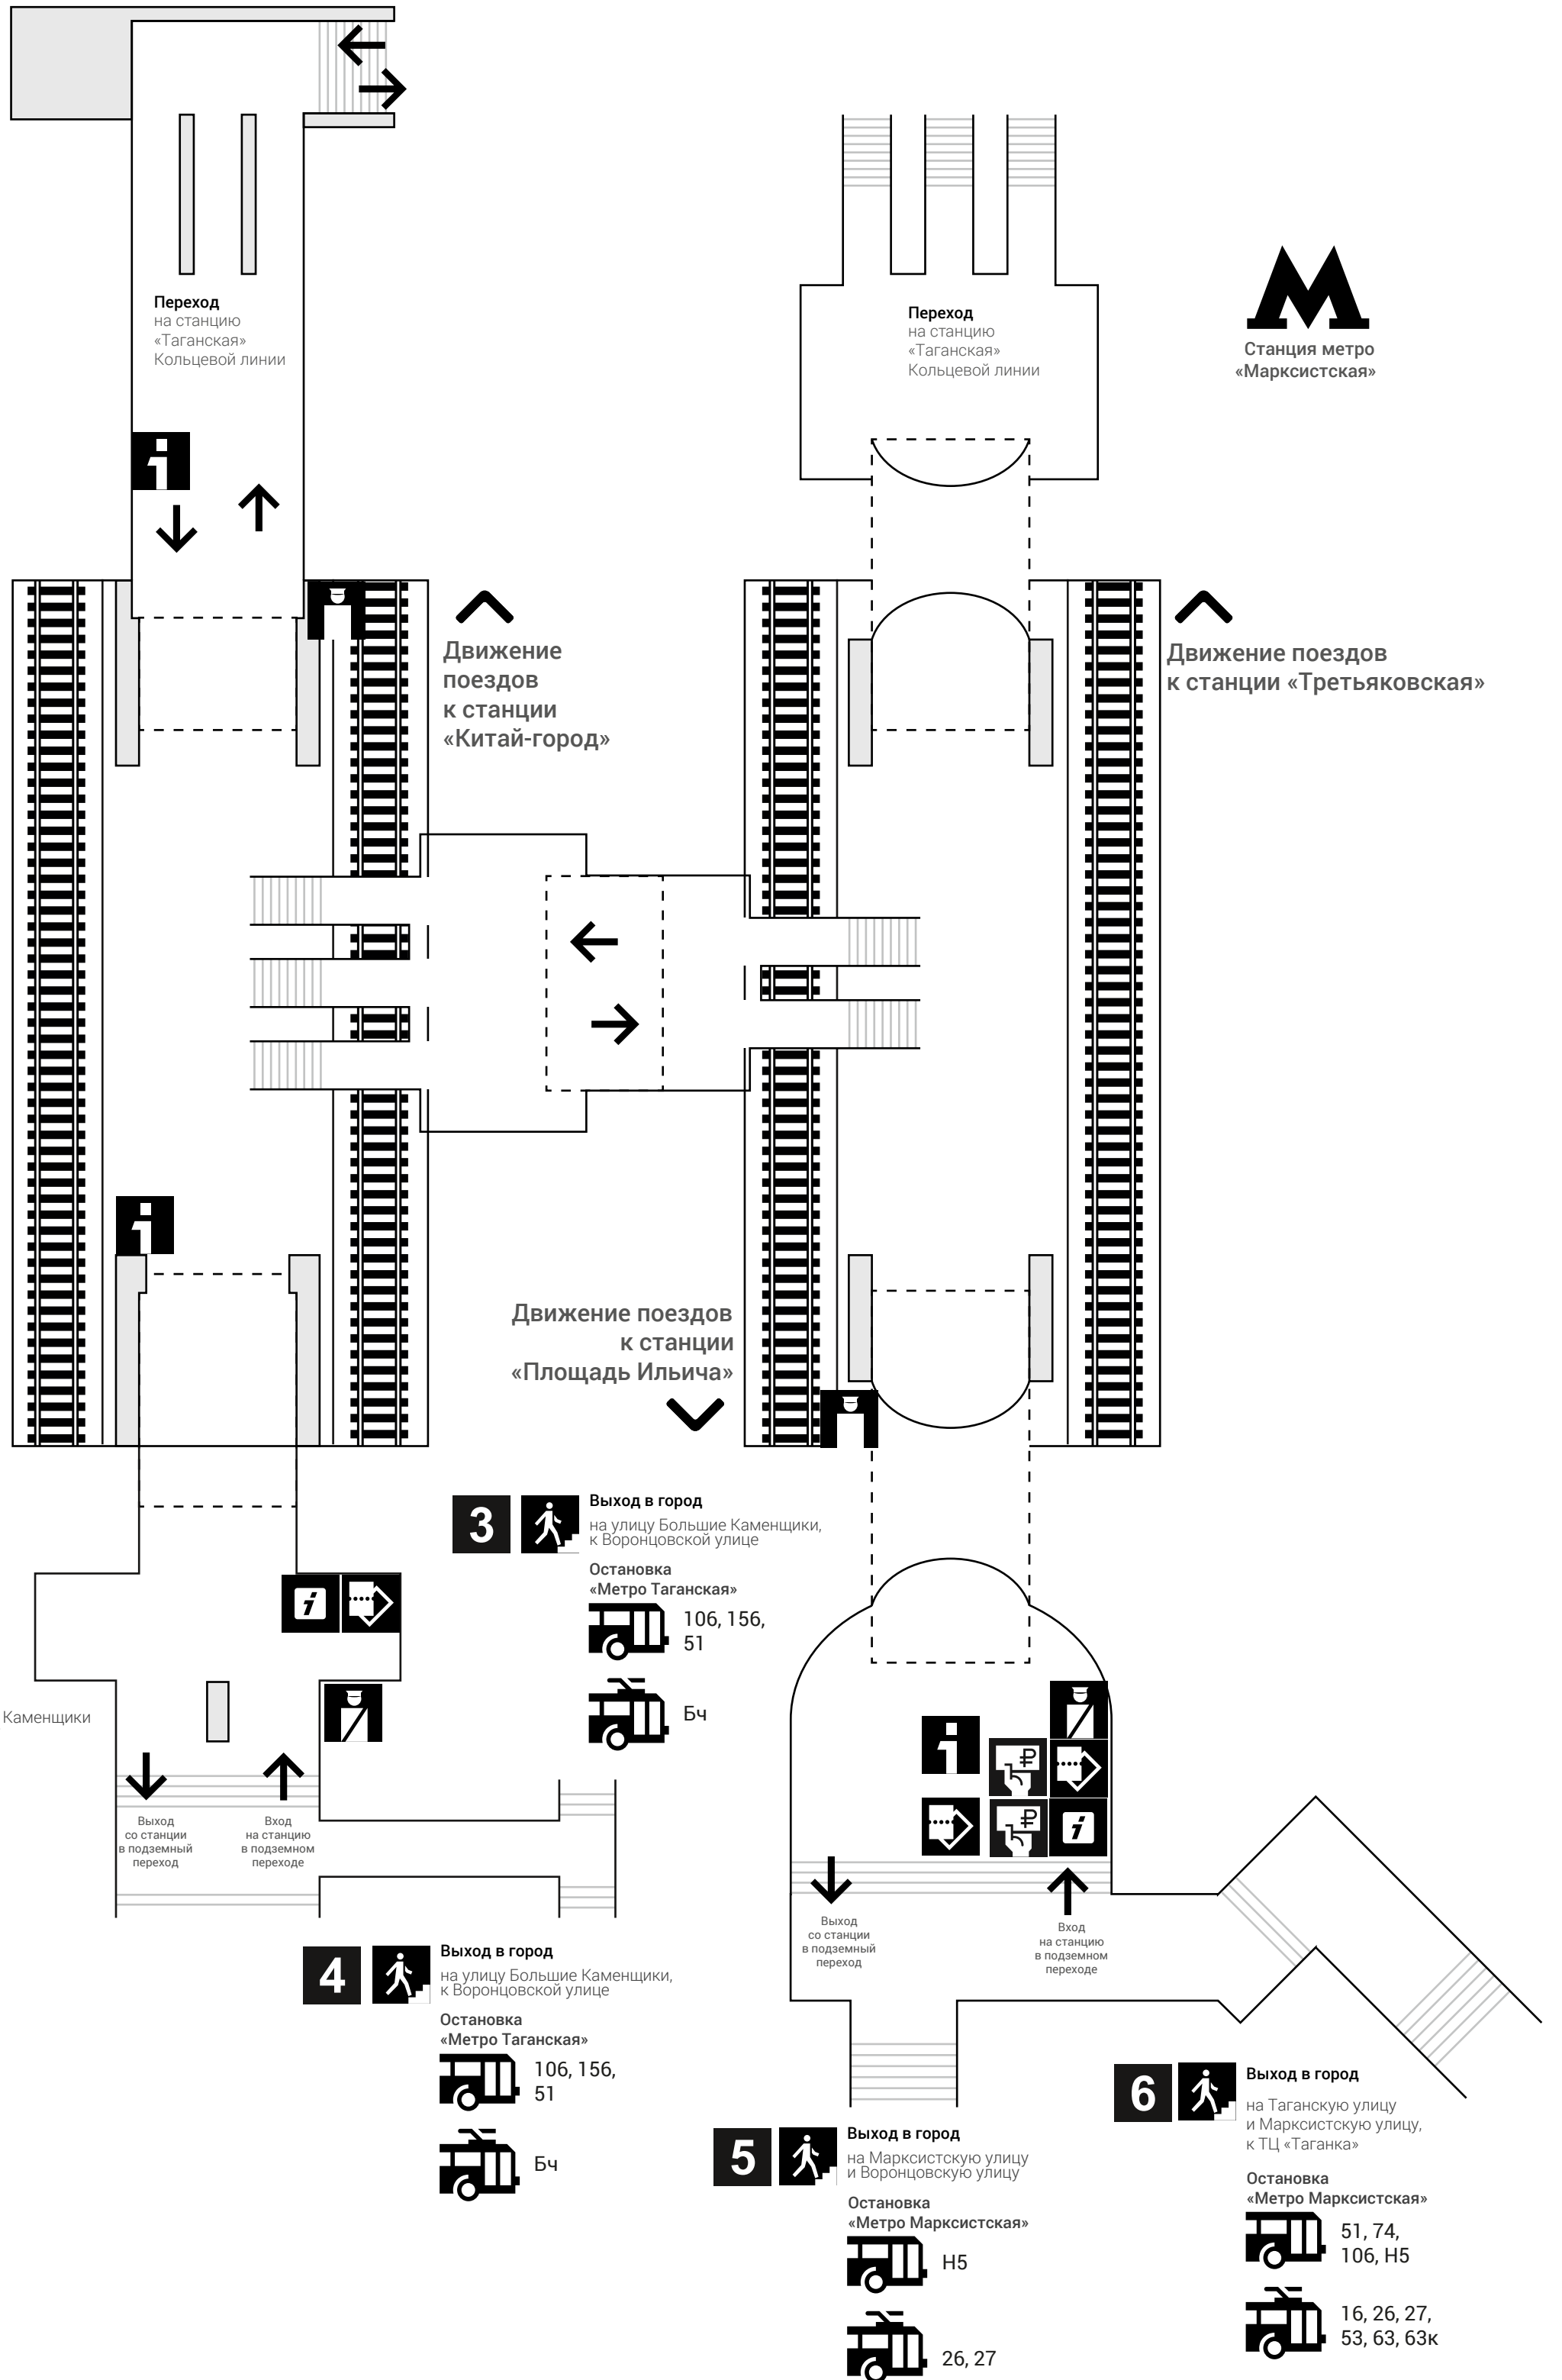 Переход
на станцию
«Таганская»
Кольцевой линии
Переход
на станцию
«Таганская»
Кольцевой линии
М
Станция метро
«Марксистская»
i
Движение
поездов
к станции
«Китай-город»
Движение поездов
к станции «Третьяковская»
i
Движение поездов
к станции
«Площадь Ильича»
3
Выход в город
на улицу Большие Каменщики,
к Воронцовской улице
Остановка
«Метро Таганская»
106, 156,
51
Бч
i
Каменщики
Выход
со станции
в подземный
переход
Вход
на станцию
в подземном
переходе
i
₽
₽
i
Выход
со станции
в подземный
переход
Вход
на станцию
в подземном
переходе
4
Выход в город
на улицу Большие Каменщики,
к Воронцовской улице
Остановка
«Метро Таганская»
106, 156,
51
Бч
5
Выход в город
на Марксистскую улицу
и Воронцовскую улицу
Остановка
«Метро Марксистская»
Н5
26, 27
6
Выход в город
на Таганскую улицу
и Марксистскую улицу,
к ТЦ «Таганка»
Остановка
«Метро Марксистская»
51, 74,
106, Н5
16, 26, 27,
53, 63, 63к